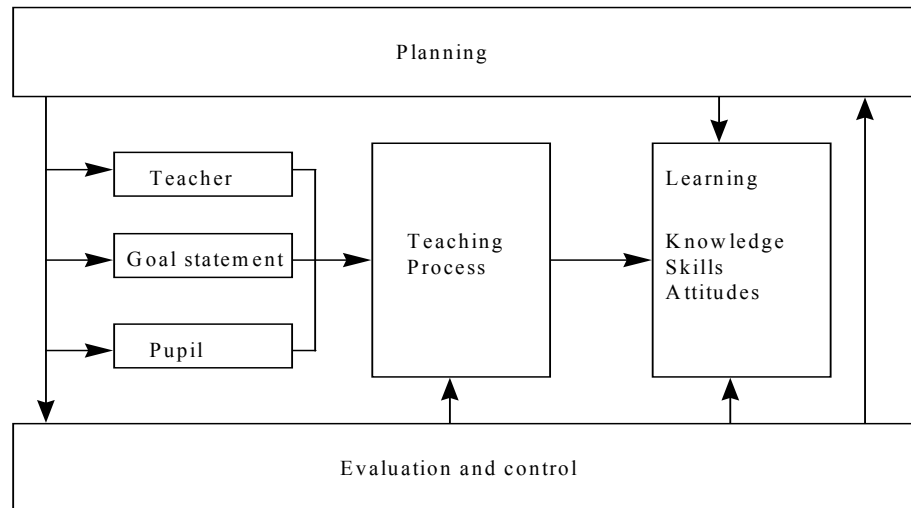 Planning
Teacher
Goal statement
Pupil
Teaching
Process
Learning
Knowledge
Skills
Attitudes
Evaluation and control